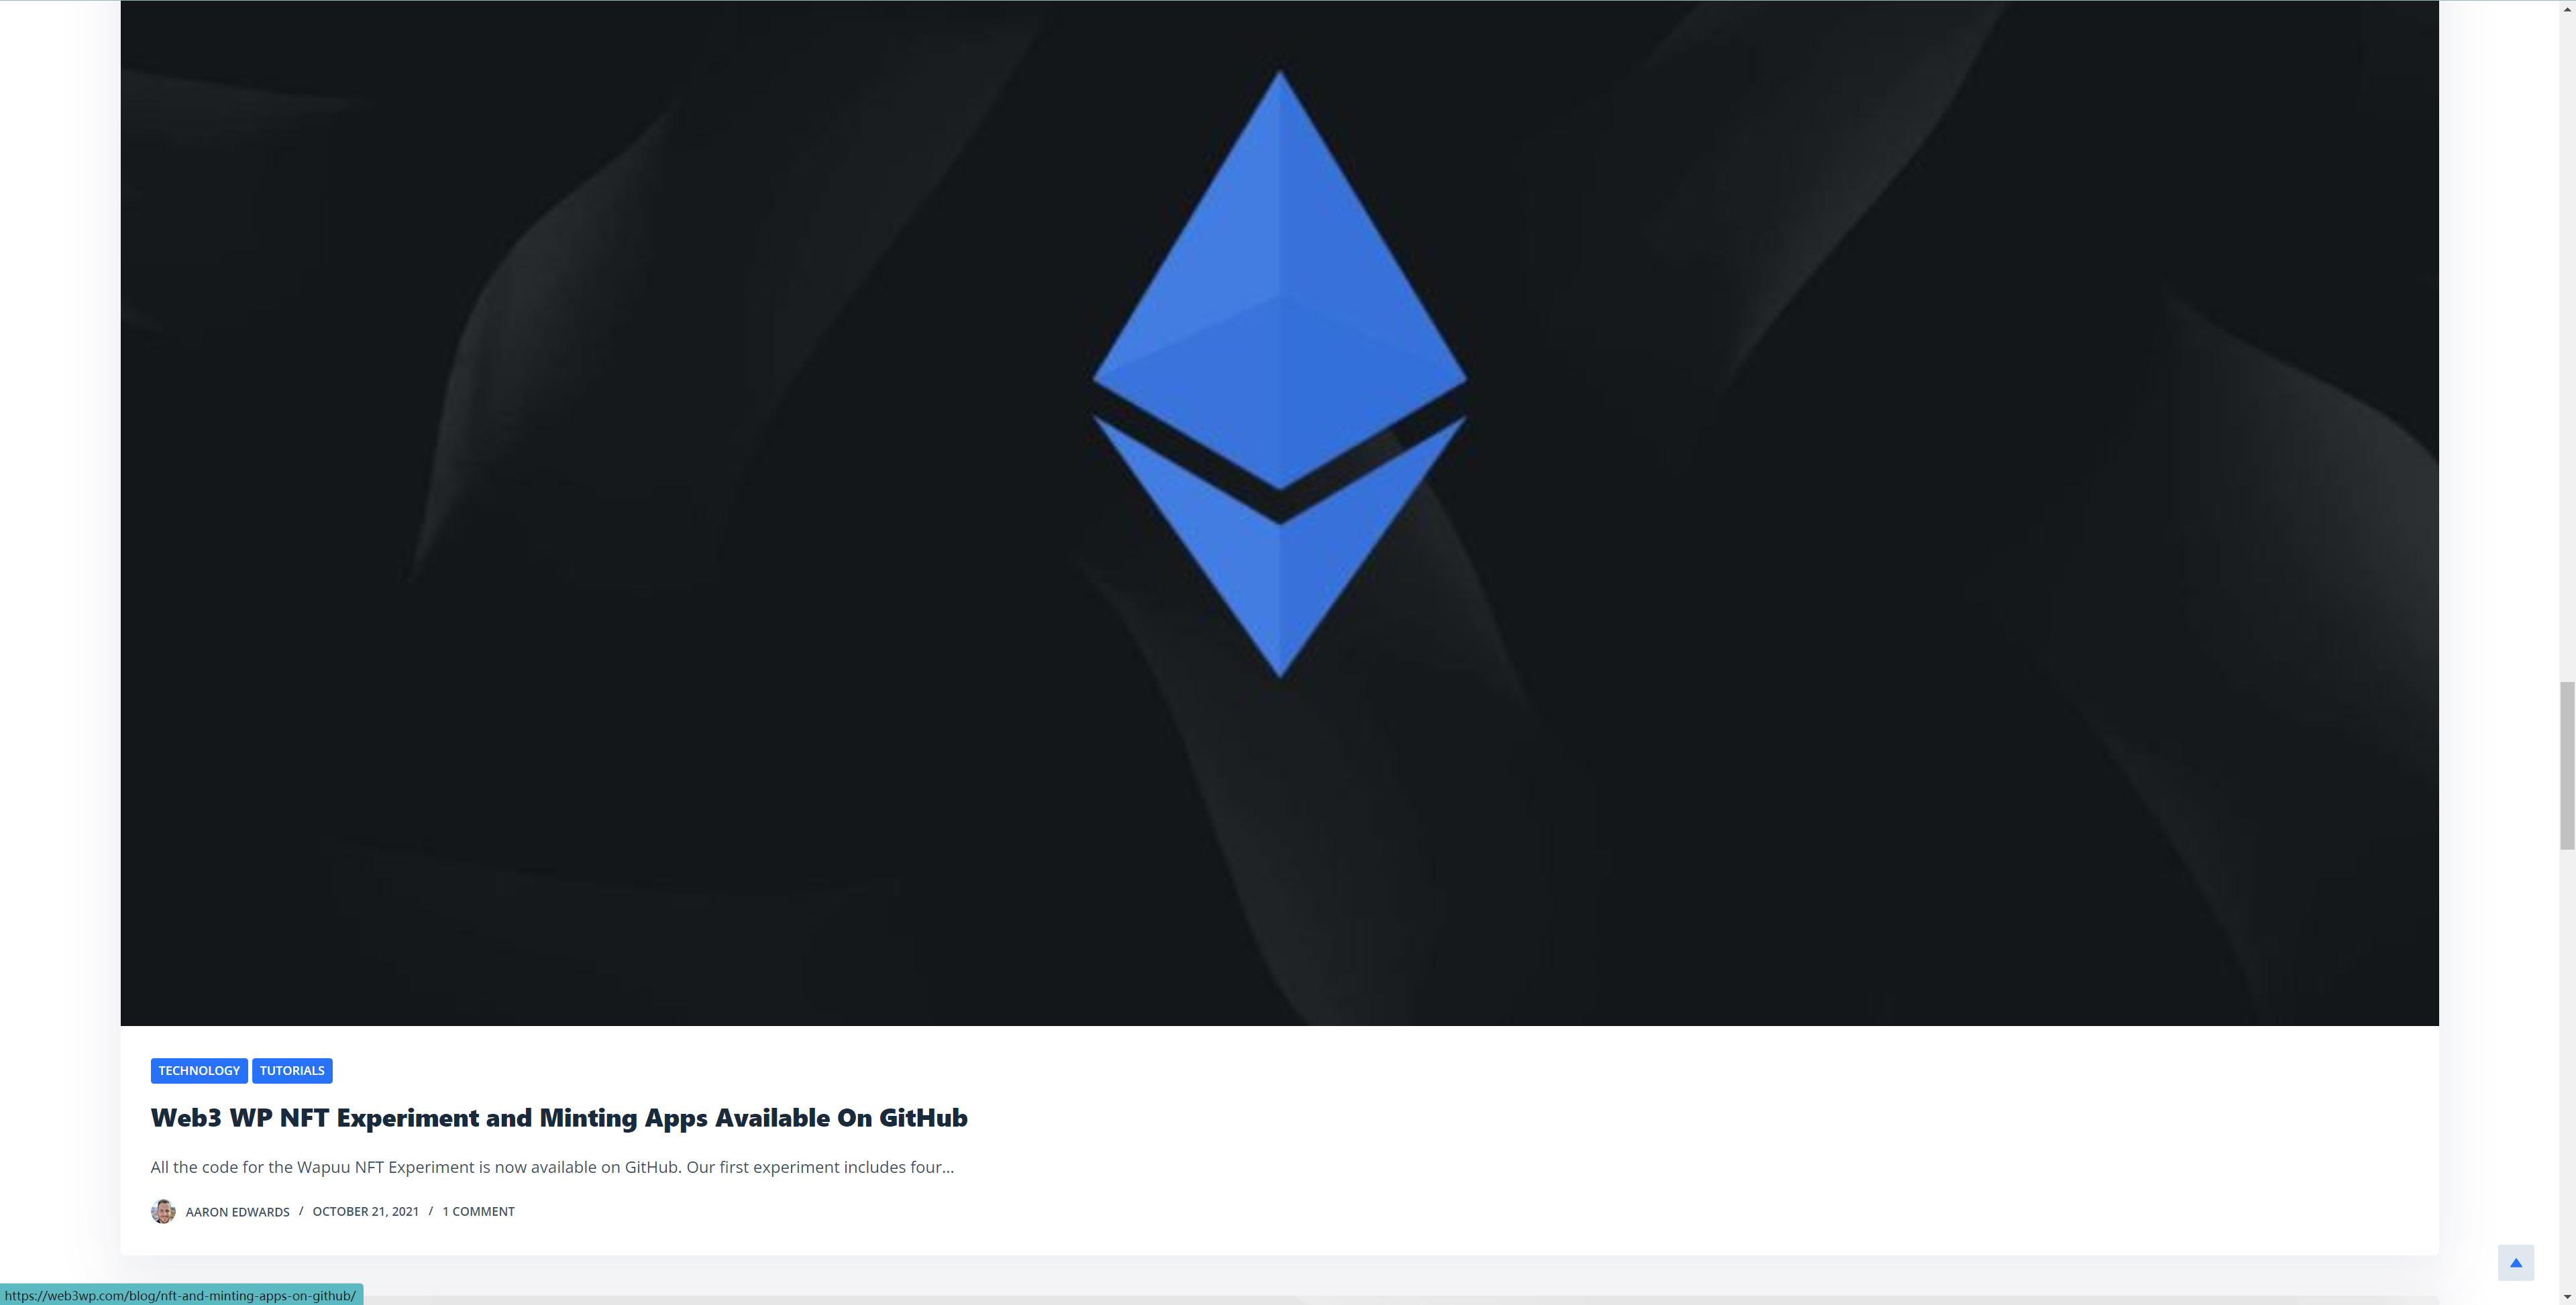 TECHNOLOGY TUTORIALS
Web3 WP NFT Experiment and Minting Apps Available On GitHub
All the code for the Wapuu NFT Experiment is now available on GitHub. Our first experiment includes four...
AARON EDWARDS / OCTOBER 21, 2021 / 1 COMMENT
https://web3wp.com/blog/nft-and-minting-apps-on-github/